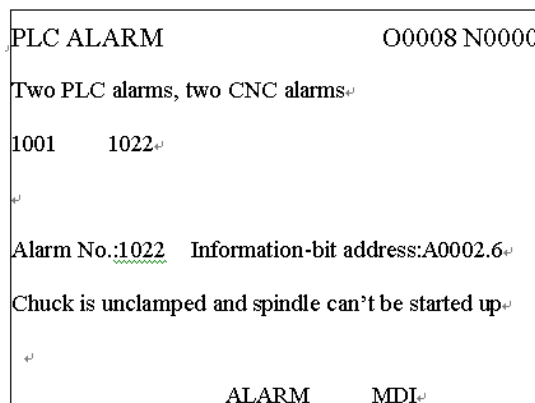 PLC ALARM O0008 N0000
Two PLC alarms, two CNC alarms
1001 1022
Alarm No.:1022 Information-bit address:A0002.6
Chuck is unclamped and spindle can’t be started up
ALARM MDI